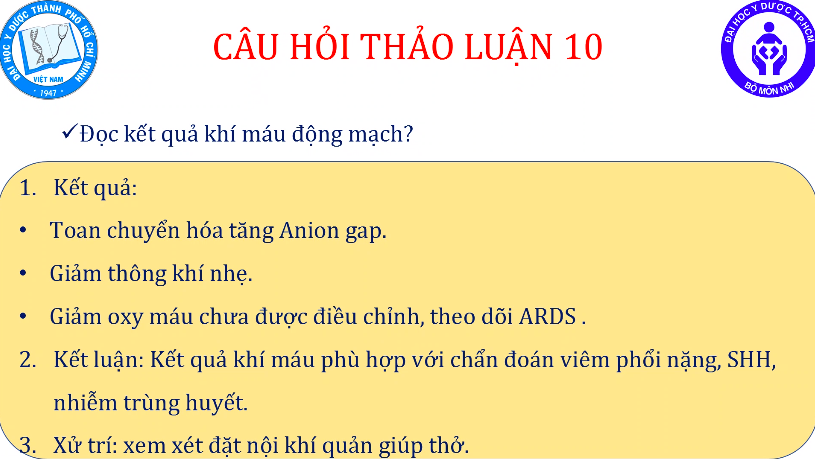 ĐẠI HỌC Y DƯỢC THÀNH PHỐ HỒ CHÍ MINH
VIỆT NAM
1947
CÂU HỎI THẢO LUẬN 10
ĐẠI HỌC Y DƯỢC TP.HCM
BỘ MÔN NHI
✓Đọc kết quả khí máu động mạch?
1. Kết quả:
• Toan chuyển hóa tăng Anion gap.
• Giảm thông khí nhẹ.
• Giảm oxy máu chưa được điều chỉnh, theo dõi ARDS .
2. Kết luận: Kết quả khí máu phù hợp với chẩn đoán viêm phổi nặng, SHH,
nhiễm trùng huyết.
3. Xử trí: xem xét đặt nội khí quản giúp thở.